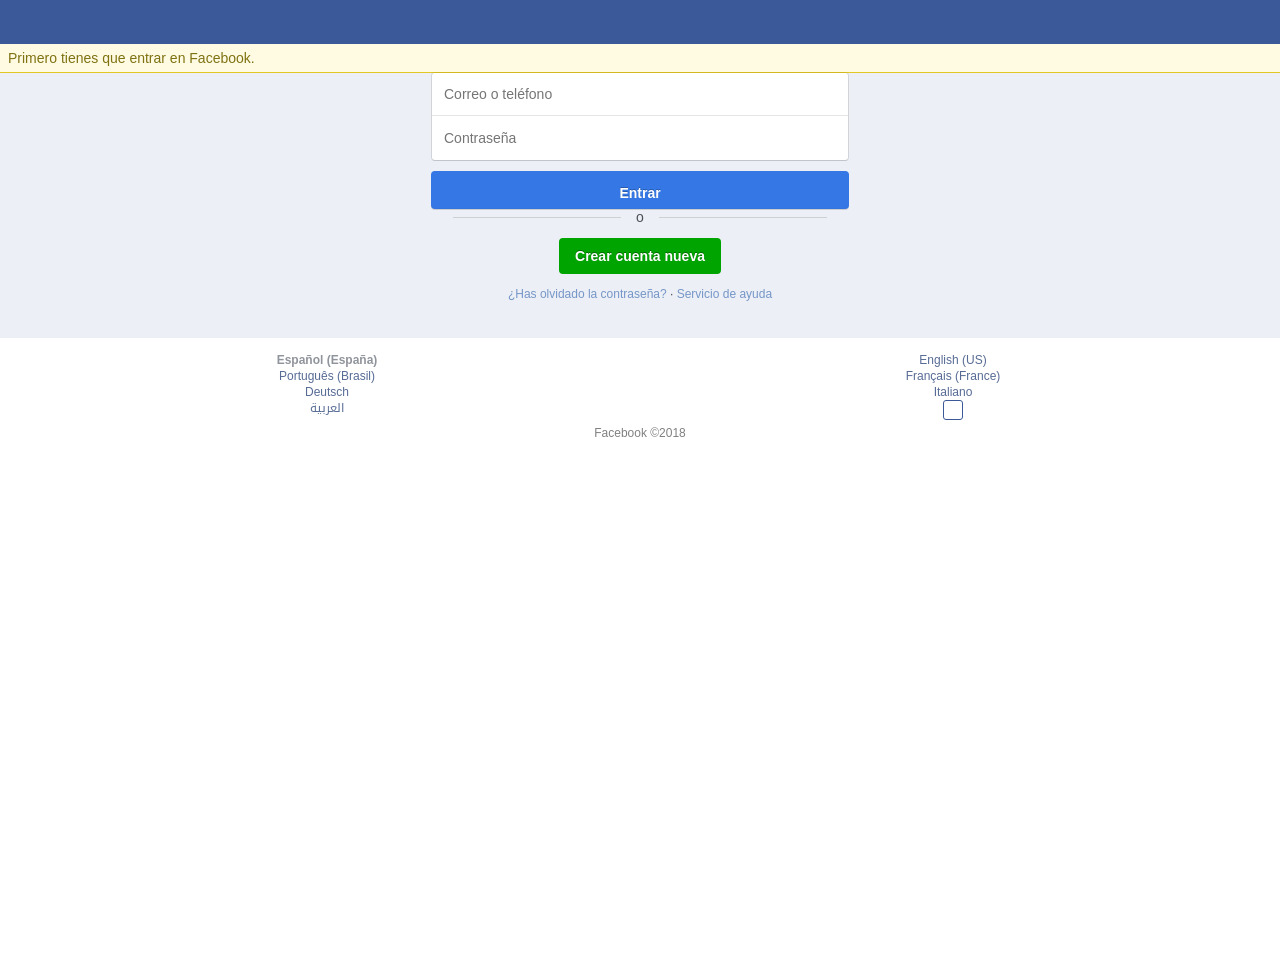 Primero tienes que entrar en Facebook.
Correo o teléfono
Contraseña
Entrar
o
Crear cuenta nueva
¿Has olvidado la contraseña? · Servicio de ayuda
Español (España)
Português (Brasil)
Deutsch
العربية
English (US)
Français (France)
Italiano
Facebook ©2018